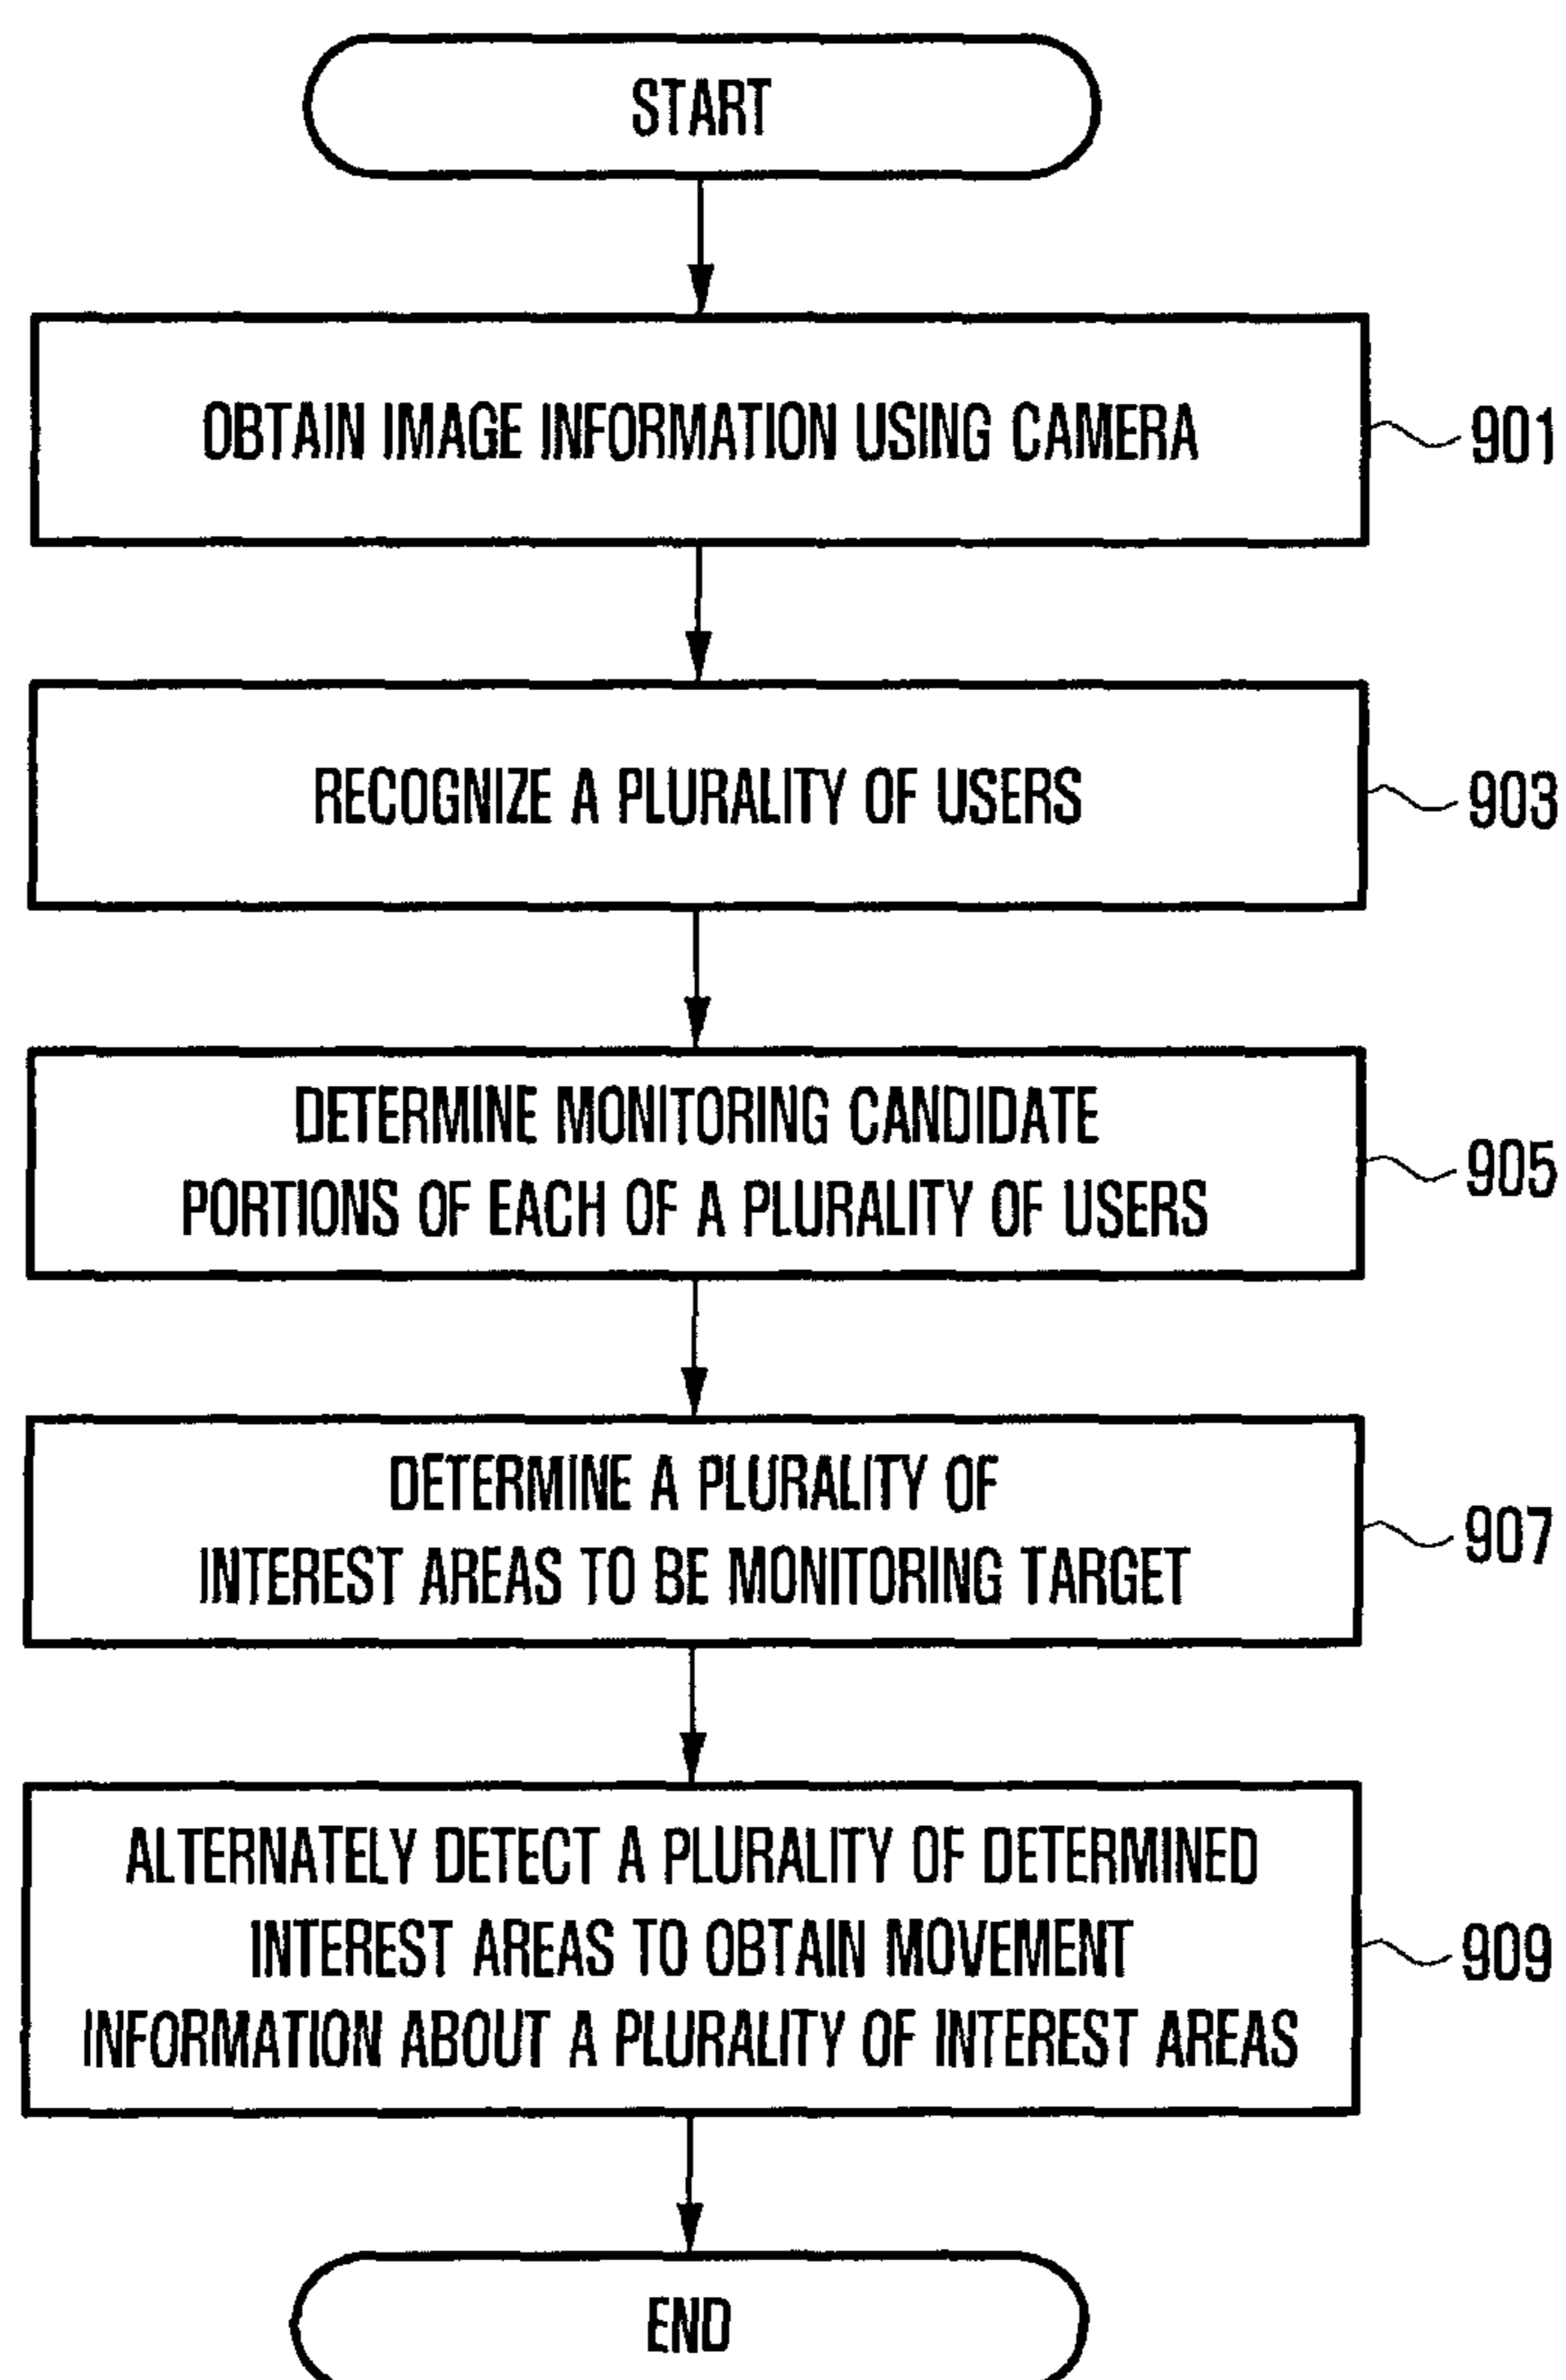 START
OBTAIN IMAGE INFORMATION USING CAMERA
901
RECOGNIZE A PLURALITY OF USERS
903
DETERMINE MONITORING CANDIDATE
PORTIONS OF EACH OF A PLURALITY OF USERS
905
DETERMINE A PLURALITY OF
INTEREST AREAS TO BE MONITORING TARGET
907
ALTERNATELY DETECT A PLURALITY OF DETERMINED
INTEREST AREAS TO OBTAIN MOVEMENT
INFORMATION ABOUT A PLURALITY OF INTEREST AREAS
909
END